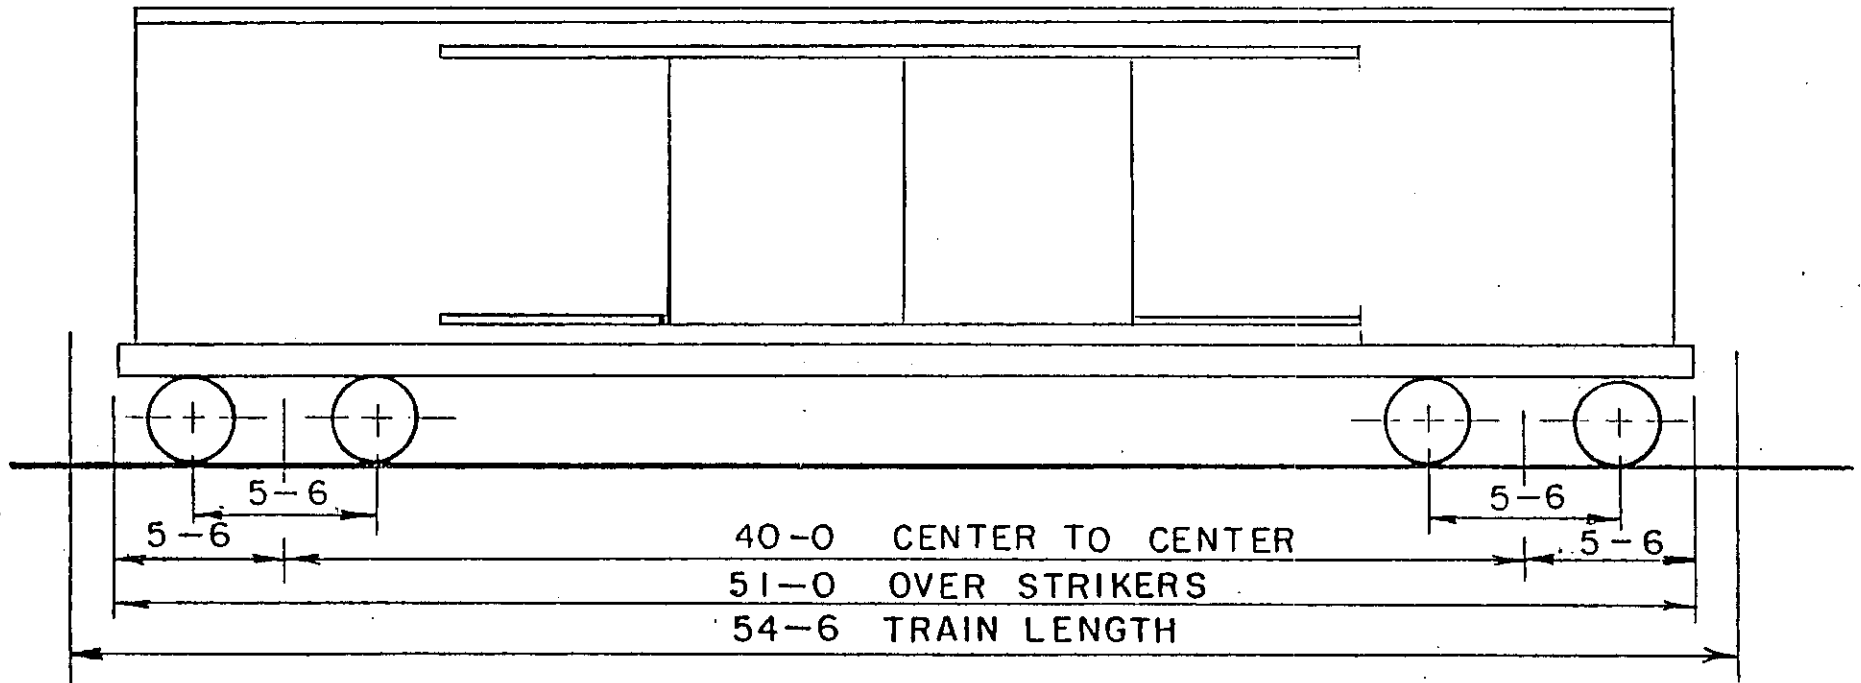 5-6 5-6
5-6 40-0 CENTER TO CENTER 5-6
51-0 OVER STRIKERS
54-6 TRAIN LENGTH